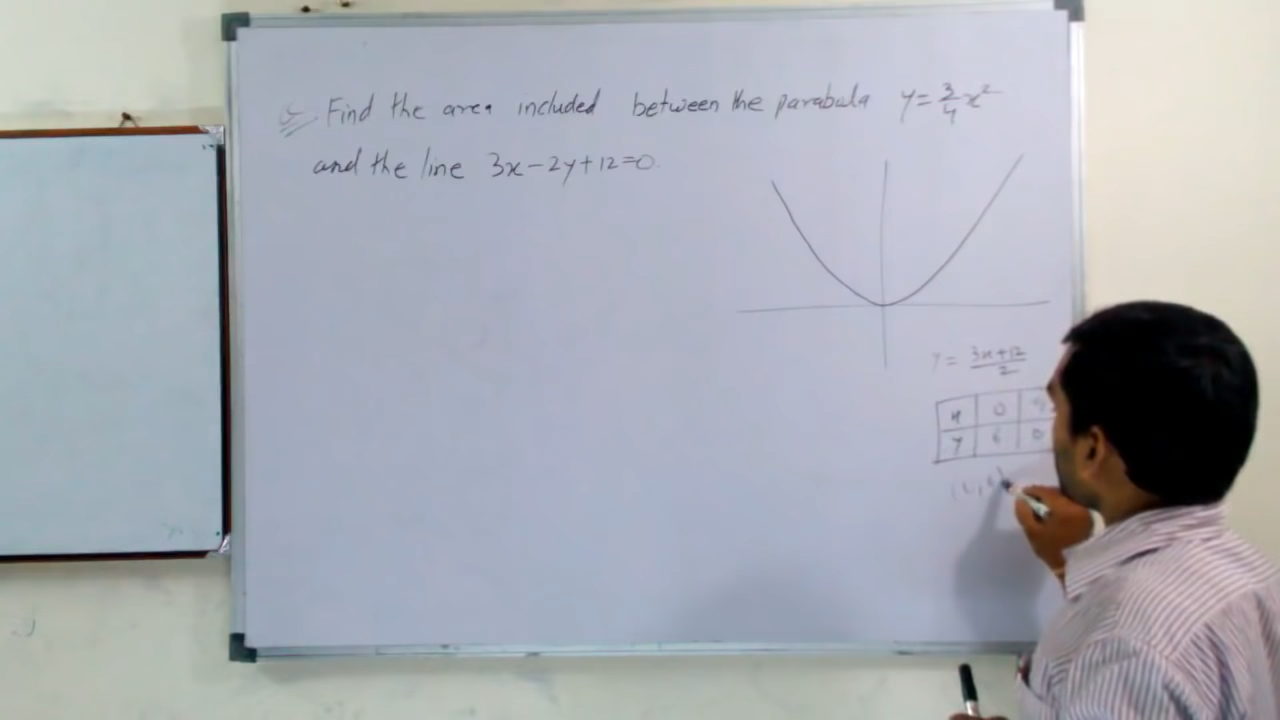 Q Find the area included between the parabula y = 3/4 x²
and the line 3x - 2y + 12 = 0.
y = (3x + 12)/2
x 0
y 6 0